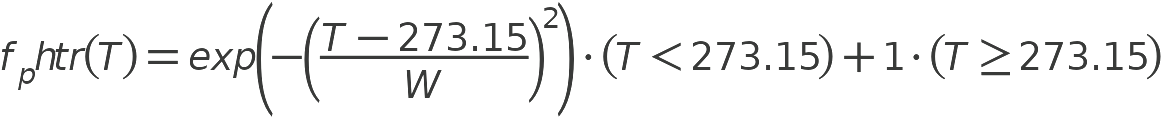 f_phtr(T) = exp(−((T − 273.15)/W)²) · (T < 273.15) + 1 · (T ≥ 273.15)